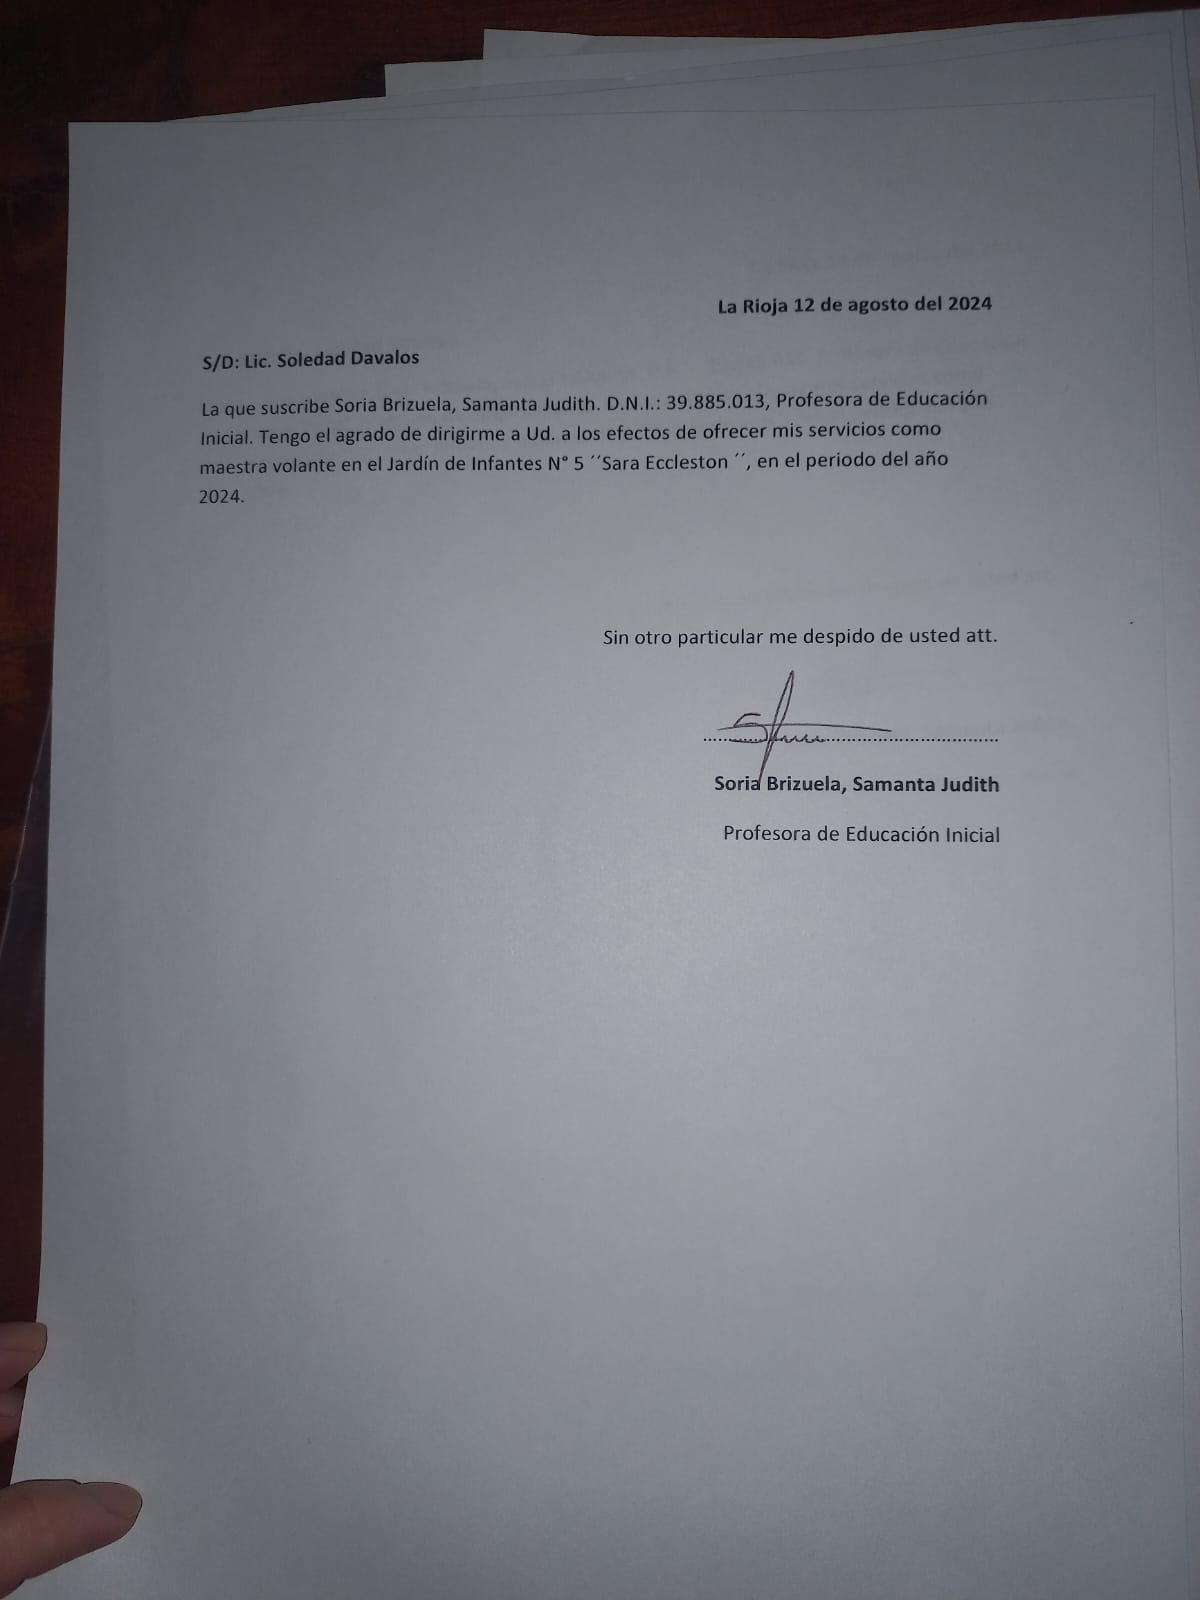 La Rioja 12 de agosto del 2024
S/D: Lic. Soledad Davalos
La que suscribe Soria Brizuela, Samanta Judith. D.N.I.: 39.885.013, Profesora de Educación
Inicial. Tengo el agrado de dirigirme a Ud. a los efectos de ofrecer mis servicios como
maestra volante en el Jardín de Infantes N° 5 ´´Sara Eccleston ´´, en el periodo del año
2024.
Sin otro particular me despido de usted att.
Soria Brizuela, Samanta Judith
Profesora de Educación Inicial